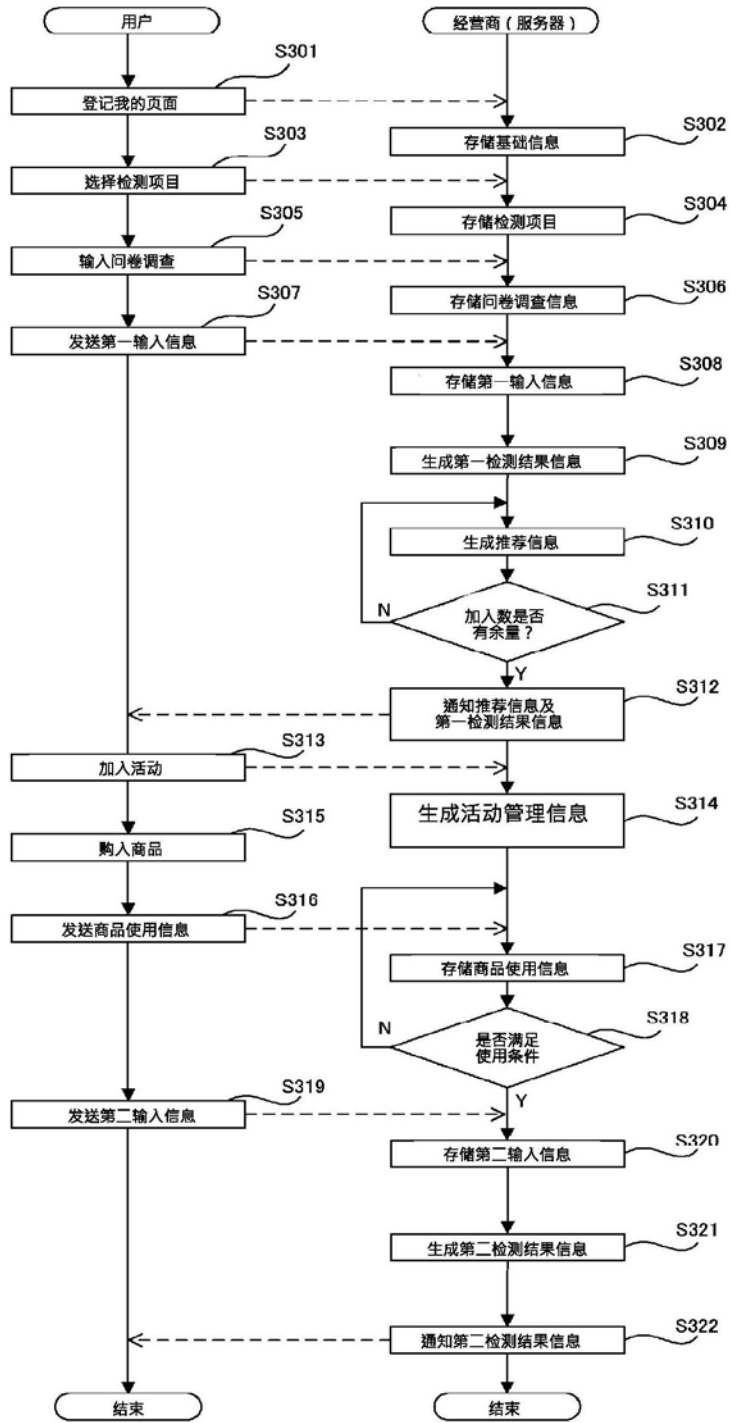 用户
经营商(服务器)
S301
登记我的页面
S302
存储基础信息
S303
选择检测项目
S304
存储检测项目
S305
输入问卷调查
S306
存储问卷调查信息
S307
发送第一输入信息
S308
存储第一输入信息
S309
生成第一检测结果信息
S310
生成推荐信息
S311
加入数是否
有余量?
N
Y
S312
通知推荐信息及
第一检测结果信息
S313
加入活动
S314
生成活动管理信息
S315
购入商品
S316
发送商品使用信息
S317
存储商品使用信息
S318
是否满足
使用条件
N
Y
S319
发送第二输入信息
S320
存储第二输入信息
S321
生成第二检测结果信息
S322
通知第二检测结果信息
结束
结束